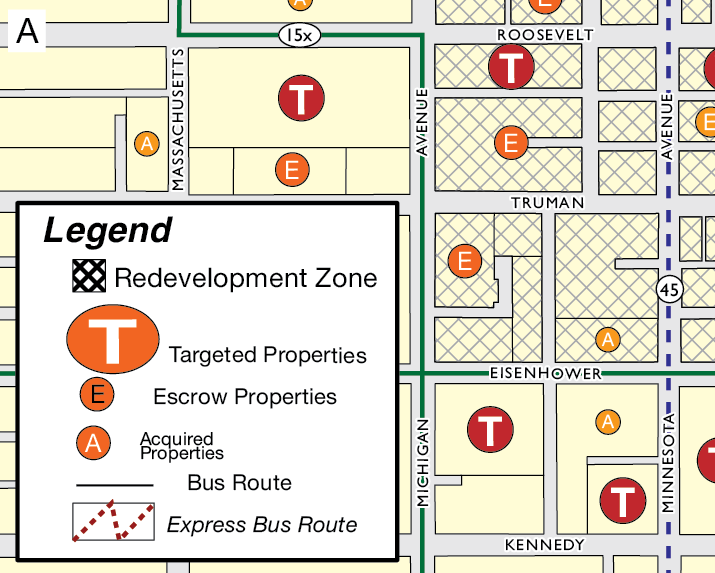 A
A
E
15x
ROOSEVELT
MASSACHUSETTS
T
AVENUE
T
AVENUE
A
E
E
E
TRUMAN
Legend
Redevelopment Zone
T
Targeted Properties
E
Escrow Properties
A
Acquired
Properties
Bus Route
Express Bus Route
E
45
A
EISENHOWER
MICHIGAN
T
A
MINNESOTA
T
KENNEDY